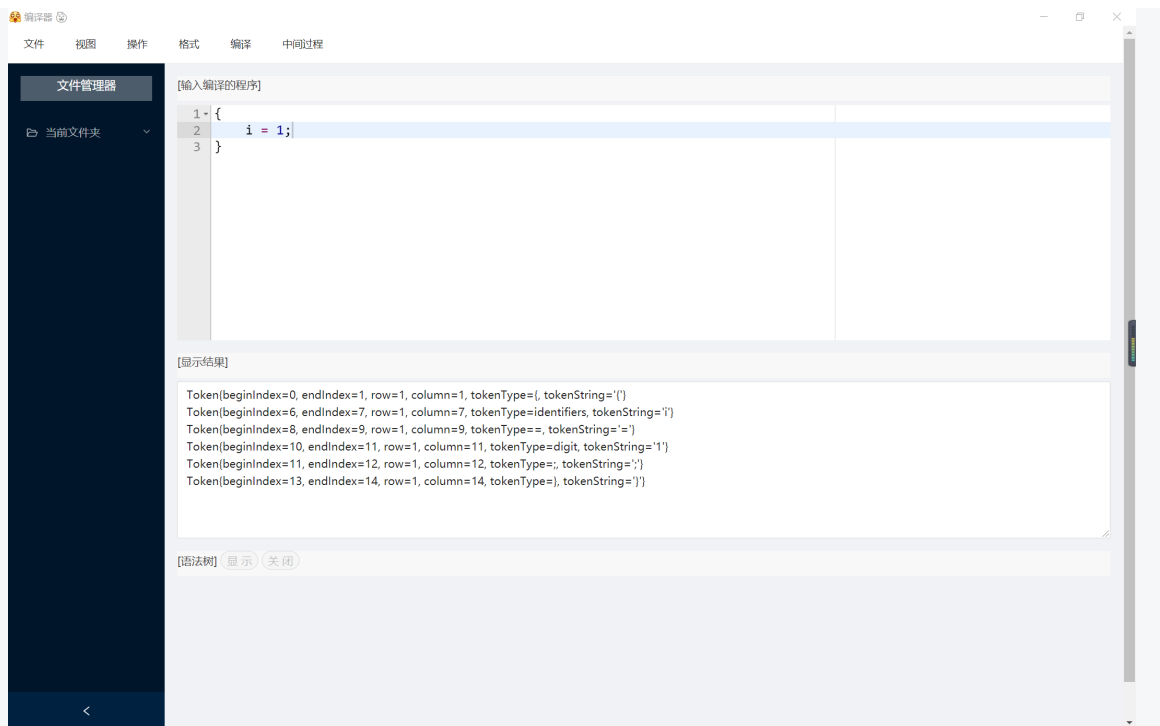 编译器
文件 视图 操作 格式 编译 中间过程
文件管理器
当前文件夹
[输入编译的程序]
1 {
2     i = 1;
3 }
[显示结果]
Token{beginIndex=0, endIndex=1, row=1, column=1, tokenType={, tokenString='{'}
Token{beginIndex=6, endIndex=7, row=1, column=7, tokenType=identifiers, tokenString='i'}
Token{beginIndex=8, endIndex=9, row=1, column=9, tokenType==, tokenString='='}
Token{beginIndex=10, endIndex=11, row=1, column=11, tokenType=digit, tokenString='1'}
Token{beginIndex=11, endIndex=12, row=1, column=12, tokenType=;, tokenString=';'}
Token{beginIndex=13, endIndex=14, row=1, column=14, tokenType=}, tokenString='}'}
[语法树] 显示 关闭